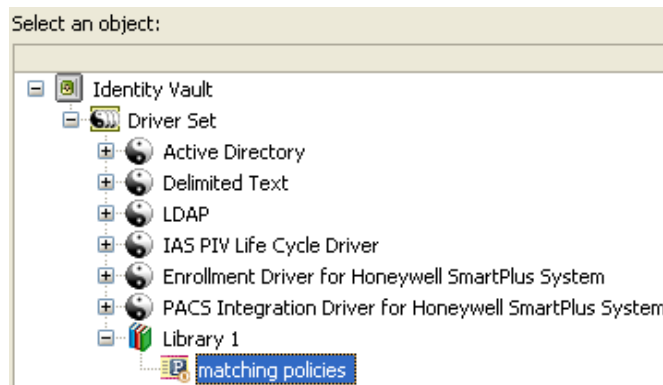 Select an object:
Identity Vault
Driver Set
Active Directory
Delimited Text
LDAP
IAS PIV Life Cycle Driver
Enrollment Driver for Honeywell SmartPlus System
PACS Integration Driver for Honeywell SmartPlus System
Library 1
matching policies